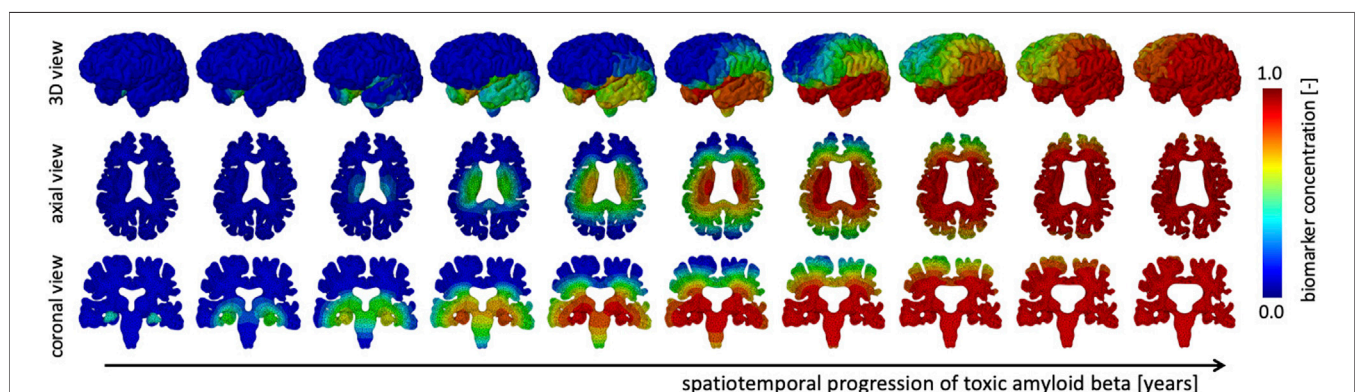 3D view
axial view
coronal view
1.0
0.0
biomarker concentration [-]
spatiotemporal progression of toxic amyloid beta [years]